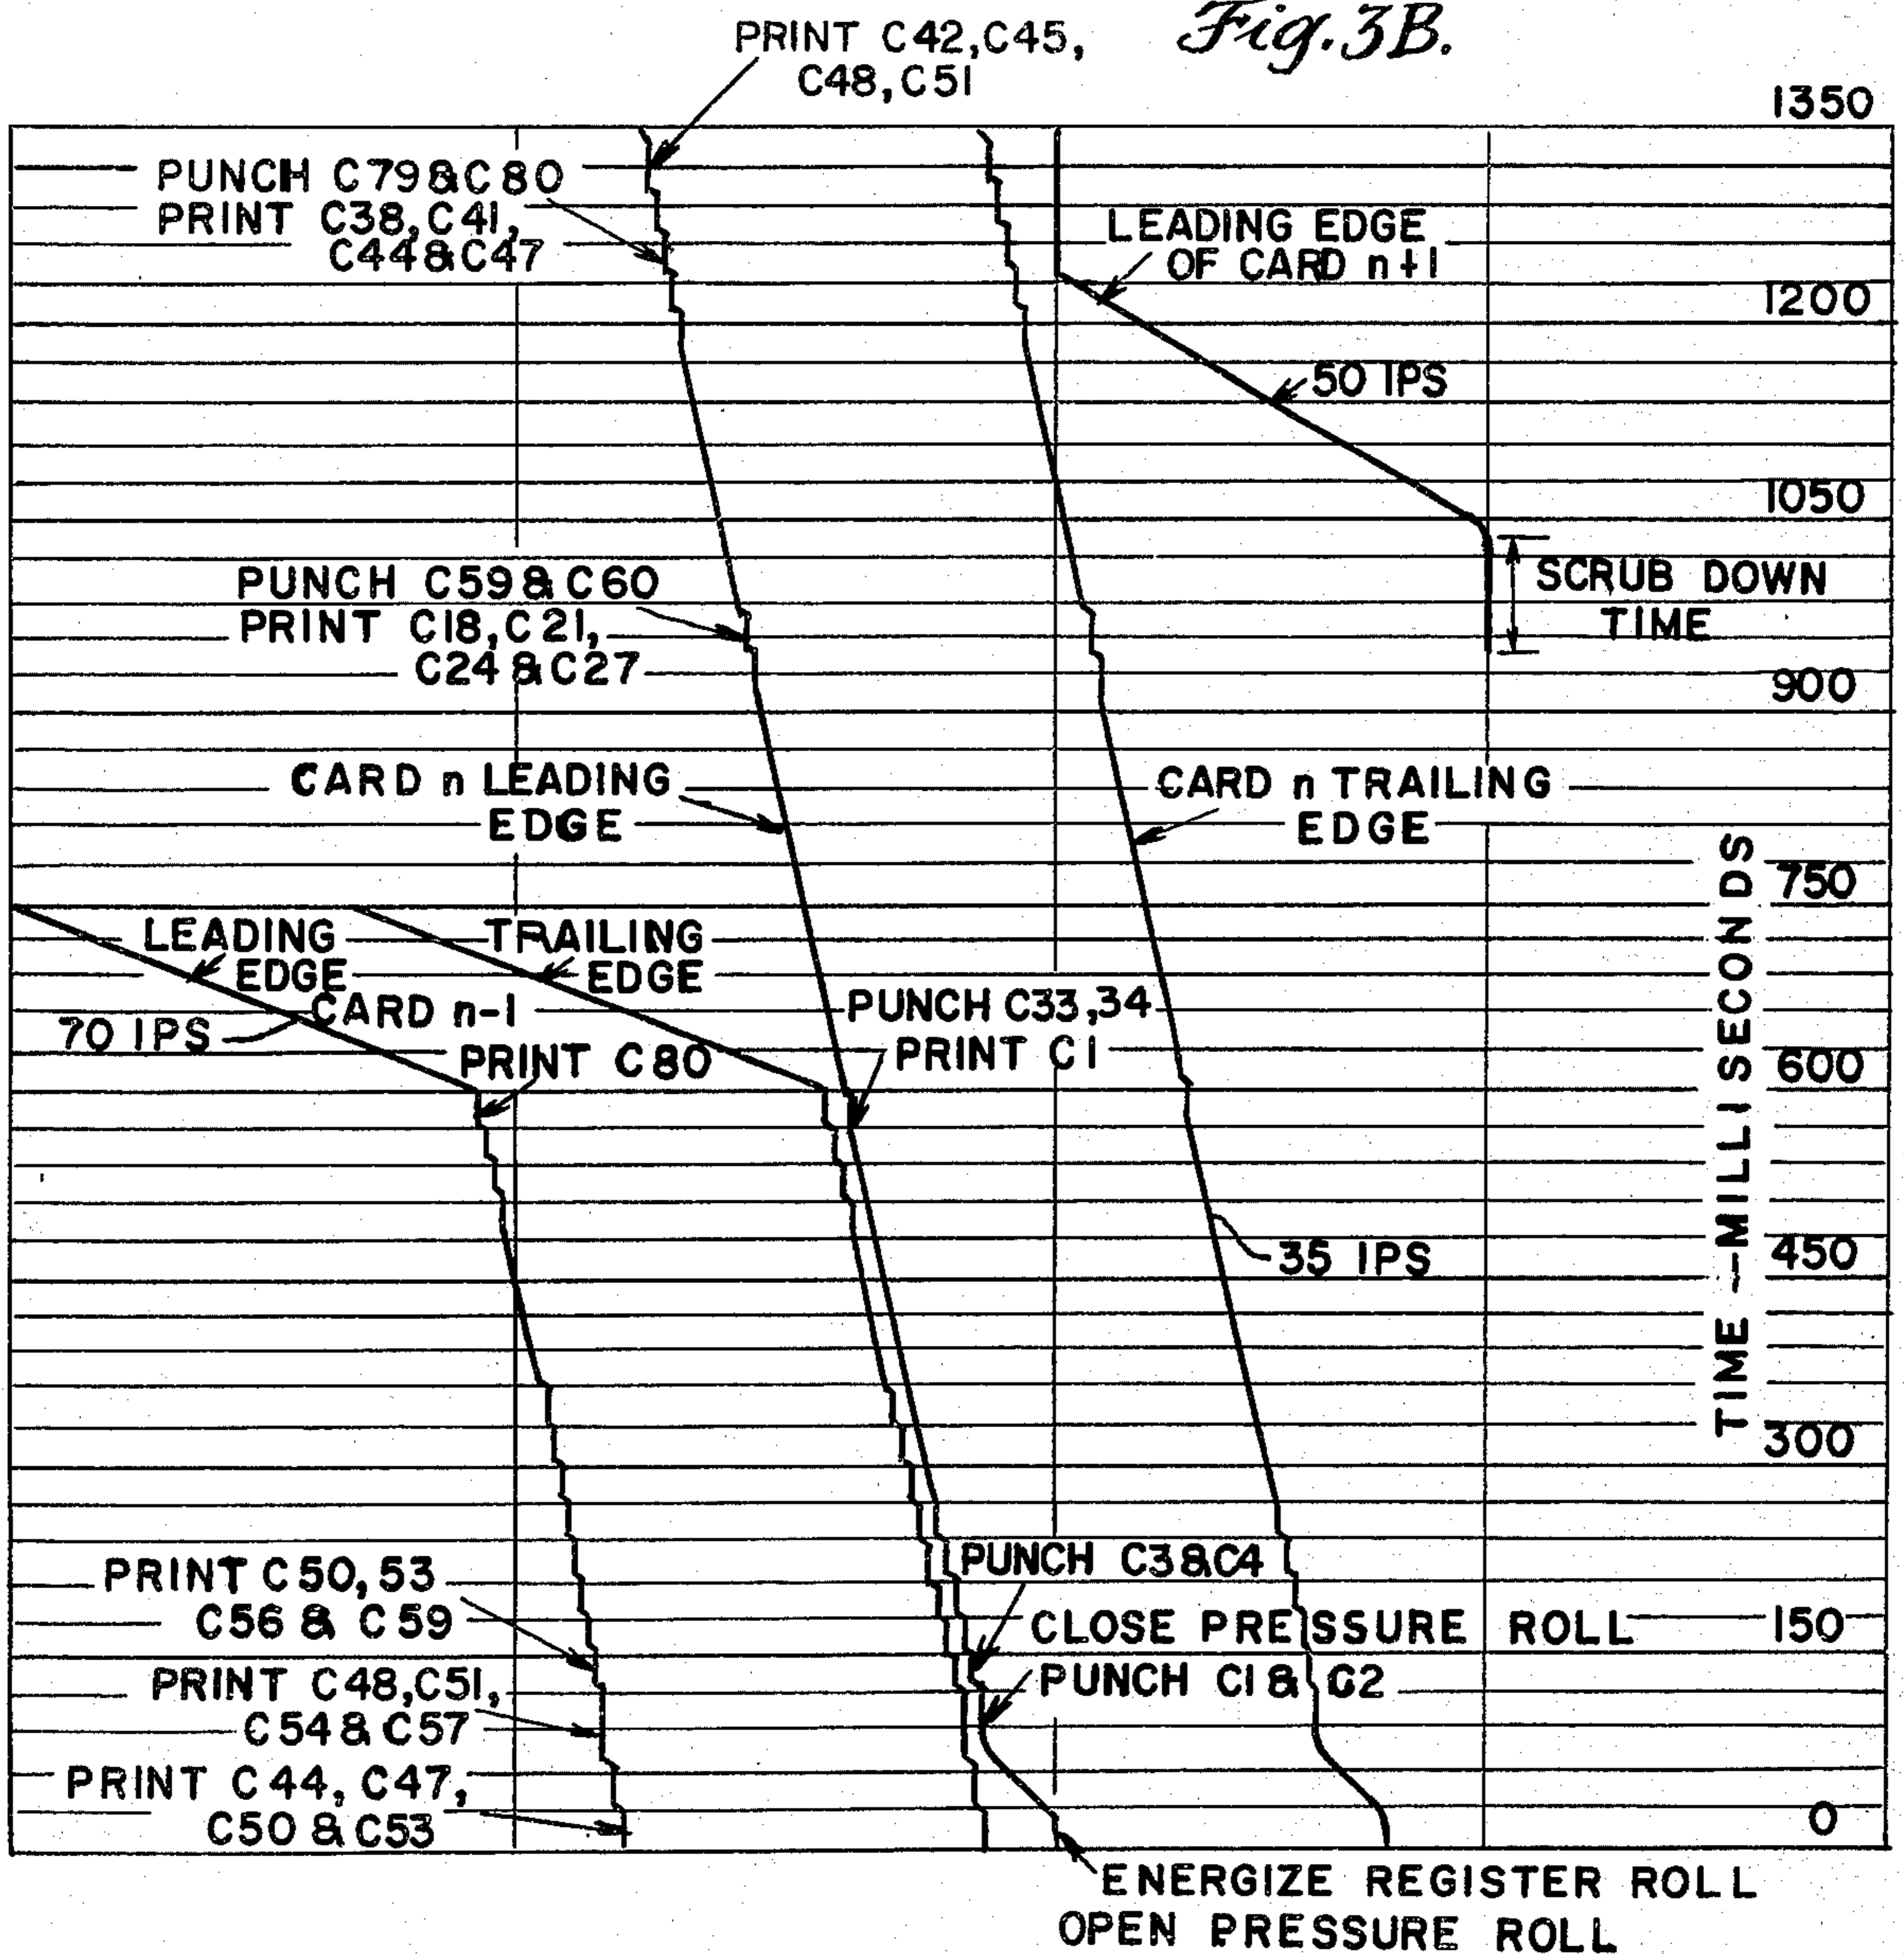 Fig. 3B.
PRINT C42, C45,
C48, C51
1350
PUNCH C79 & C80
PRINT C38, C41,
C44 & C47
LEADING EDGE
OF CARD n+1
1200
50 IPS
1050
SCRUB DOWN
TIME
PUNCH C59 & C60
PRINT C18, C21,
C24 & C27
900
CARD n LEADING
EDGE
CARD n TRAILING
EDGE
750
LEADING
EDGE
TRAILING
EDGE
CARD n-1
70 IPS
PRINT C80
PUNCH C33,34
PRINT C1
600
TIME - MILLISECONDS
35 IPS
450
300
PRINT C50, 53
C56 & C59
PUNCH C3 & C4
CLOSE PRESSURE ROLL
150
PRINT C48, C51,
C54 & C57
PUNCH C1 & C2
PRINT C44, C47,
C50 & C53
0
ENERGIZE REGISTER ROLL
OPEN PRESSURE ROLL